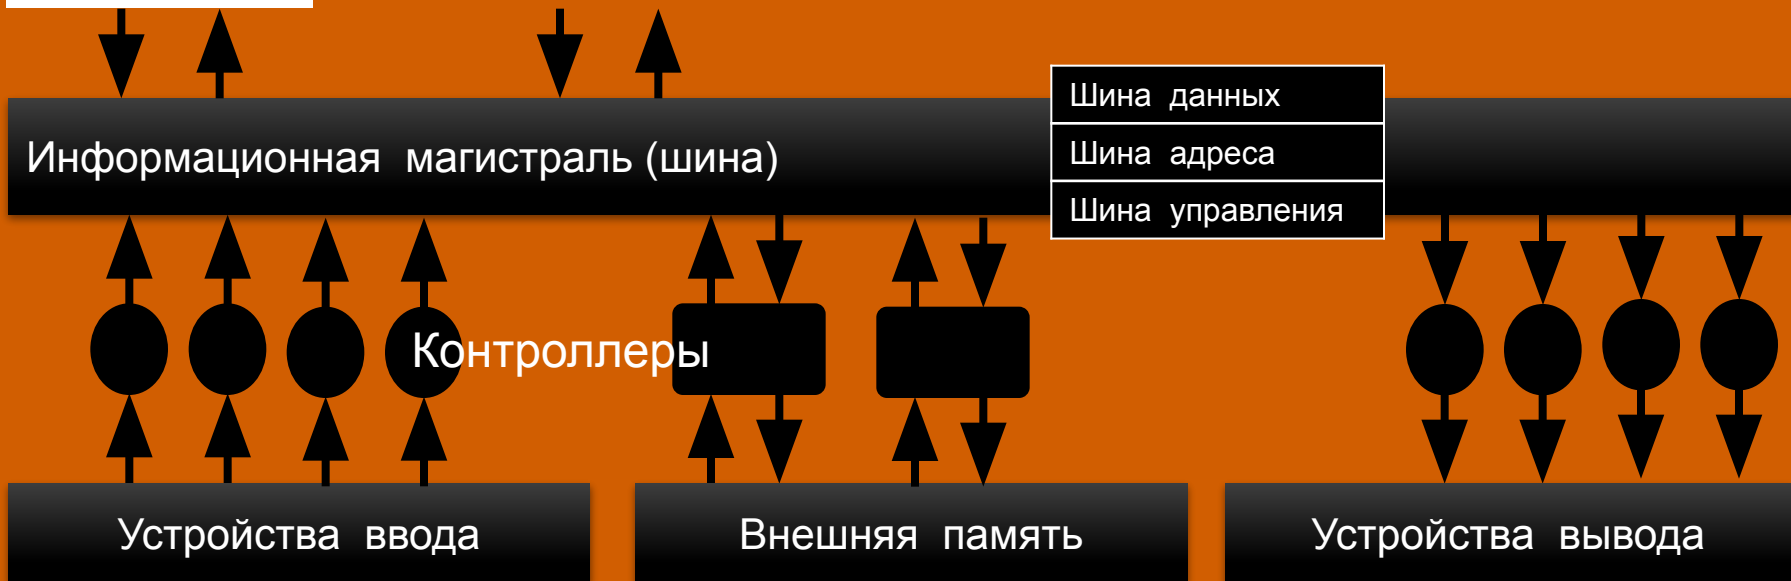 Шина данных
Информационная магистраль (шина)
Шина адреса
Шина управления
Контроллеры
Устройства ввода
Внешняя память
Устройства вывода